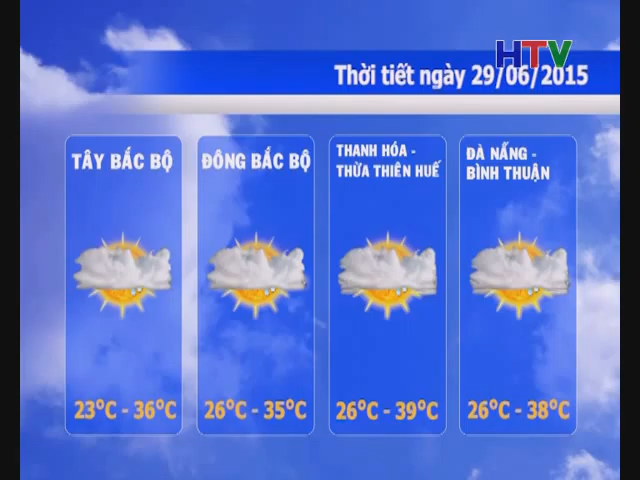 HTV
Thời tiết ngày 29/06/2015
TÂY BẮC BỘ
23°C - 36°C
ĐÔNG BẮC BỘ
26°C - 35°C
THANH HÓA -
THỪA THIÊN HUẾ
26°C - 39°C
ĐÀ NẴNG -
BÌNH THUẬN
26°C - 38°C